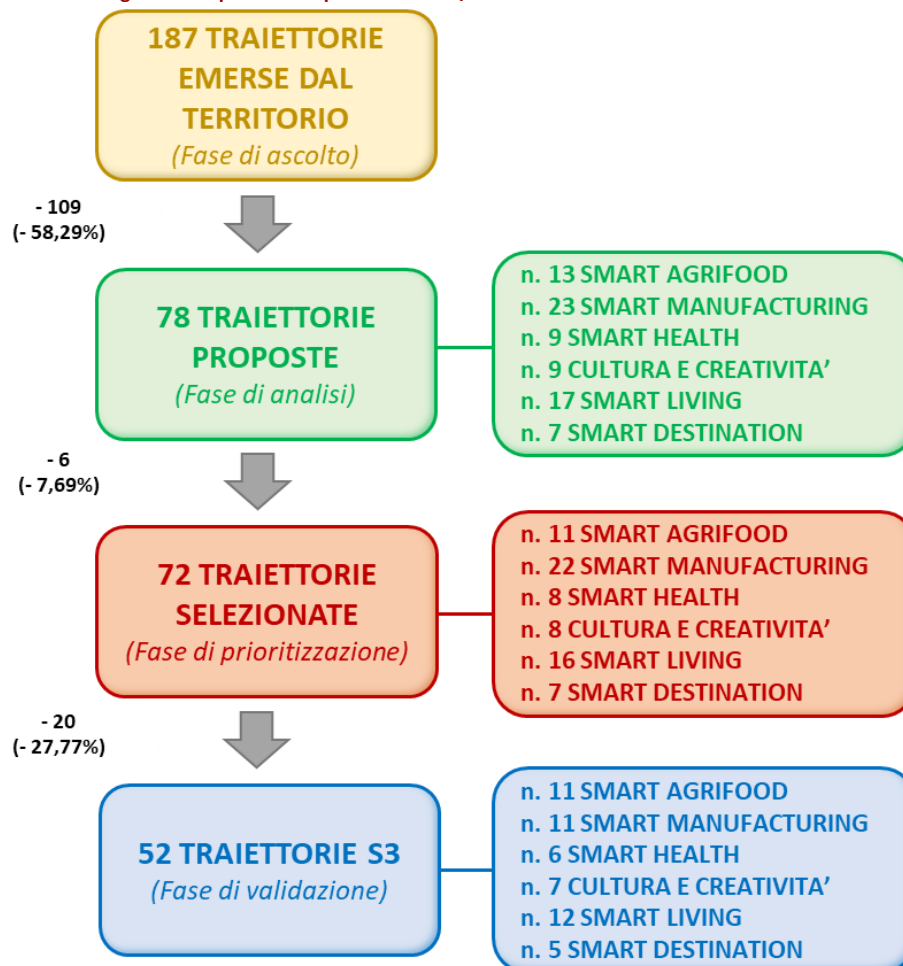 187 TRAIETTORIE
EMERSE DAL
TERRITORIO
(Fase di ascolto)
- 109
(- 58,29%)
78 TRAIETTORIE
PROPOSTE
(Fase di analisi)
n. 13 SMART AGRIFOOD
n. 23 SMART MANUFACTURING
n. 9 SMART HEALTH
n. 9 CULTURA E CREATIVITA’
n. 17 SMART LIVING
n. 7 SMART DESTINATION
- 6
(- 7,69%)
72 TRAIETTORIE
SELEZIONATE
(Fase di prioritizzazione)
n. 11 SMART AGRIFOOD
n. 22 SMART MANUFACTURING
n. 8 SMART HEALTH
n. 8 CULTURA E CREATIVITA’
n. 16 SMART LIVING
n. 7 SMART DESTINATION
- 20
(- 27,77%)
52 TRAIETTORIE S3
(Fase di validazione)
n. 11 SMART AGRIFOOD
n. 11 SMART MANUFACTURING
n. 6 SMART HEALTH
n. 7 CULTURA E CREATIVITA’
n. 12 SMART LIVING
n. 5 SMART DESTINATION